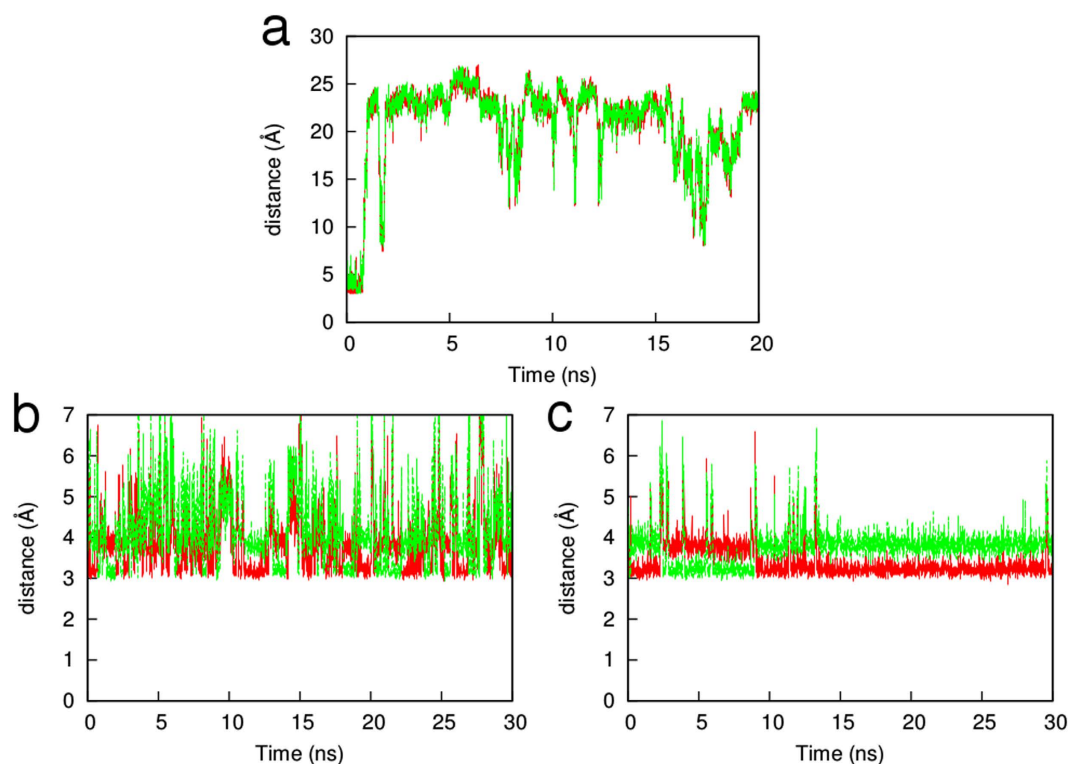 a
30
25
20
15
10
5
0
distance (Å)
0 5 10 15 20
Time (ns)
b c
7 7
6 6
5 5
4 4
3 3
2 2
1 1
0 0
distance (Å) distance (Å)
0 5 10 15 20 25 30 0 5 10 15 20 25 30
Time (ns) Time (ns)